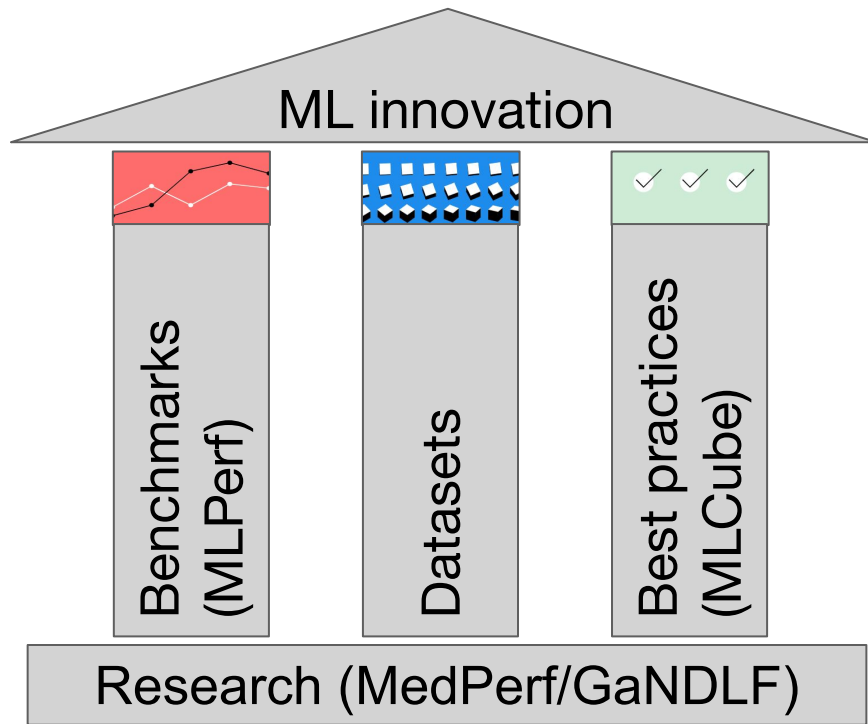 ML innovation
Benchmarks
(MLPerf)
Datasets
Best practices
(MLCube)
Research (MedPerf/GaNDLF)